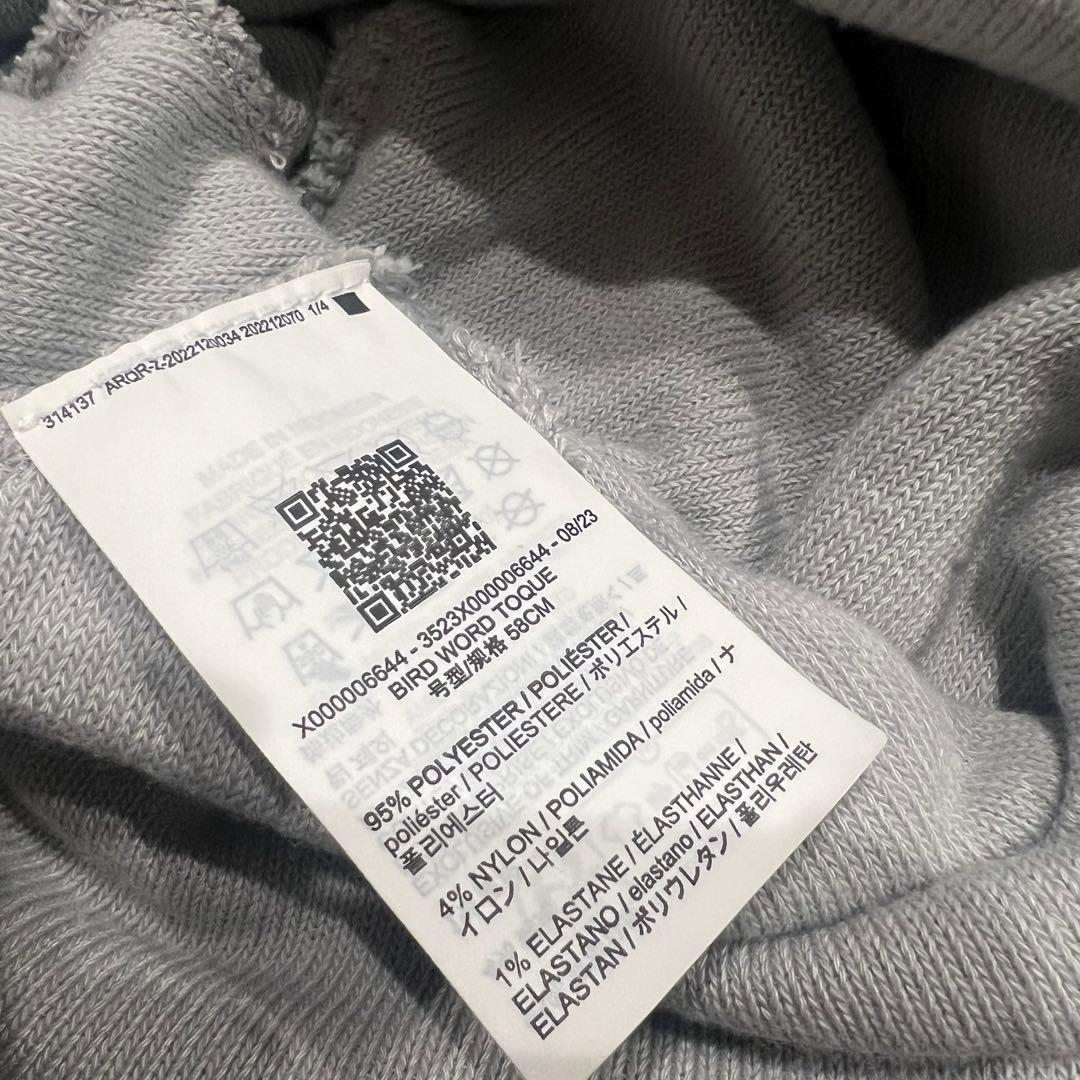 314137 ARQR-Z-2022120034 202212070 1/4
X000006644 - 3523X000006644 - 08/23
BIRD WORD TOQUE
号型/规格 58CM
95% POLYESTER / POLIÉSTER /
poliéster / POLIESTERE / ポリエステル /
폴리에스터
4% NYLON / POLIAMIDA / poliamida / ナ
イロン / 나일론
1% ELASTANE / ÉLASTHANNE /
ELASTANO / elastano / ELASTHAN /
ELASTAN / ポリウレタン / 폴리우레탄